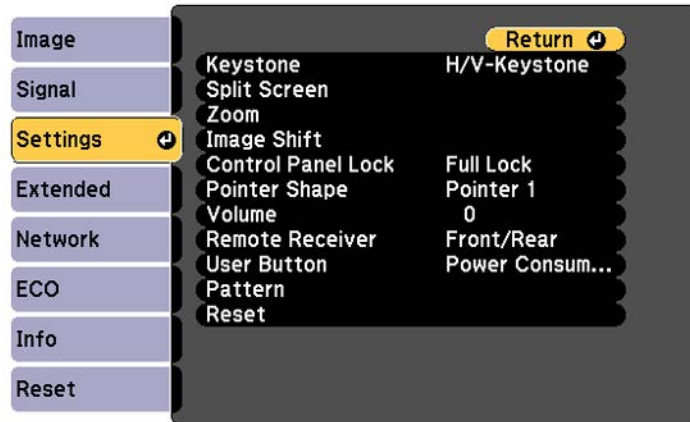 Image
Signal
Settings
Extended
Network
ECO
Info
Reset
Return
Keystone H/V-Keystone
Split Screen
Zoom
Image Shift
Control Panel Lock Full Lock
Pointer Shape Pointer 1
Volume 0
Remote Receiver Front/Rear
User Button Power Consum...
Pattern
Reset